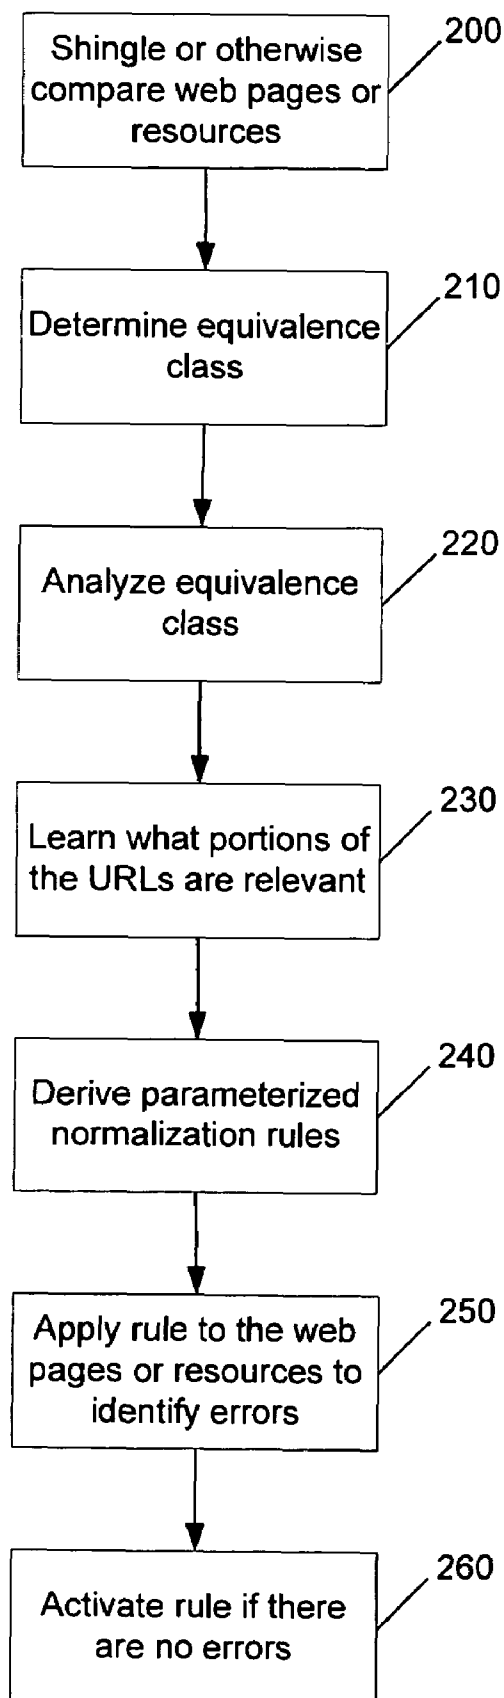 200
Shingle or otherwise
compare web pages or
resources
210
Determine equivalence
class
220
Analyze equivalence
class
230
Learn what portions of
the URLs are relevant
240
Derive parameterized
normalization rules
250
Apply rule to the web
pages or resources to
identify errors
260
Activate rule if there
are no errors